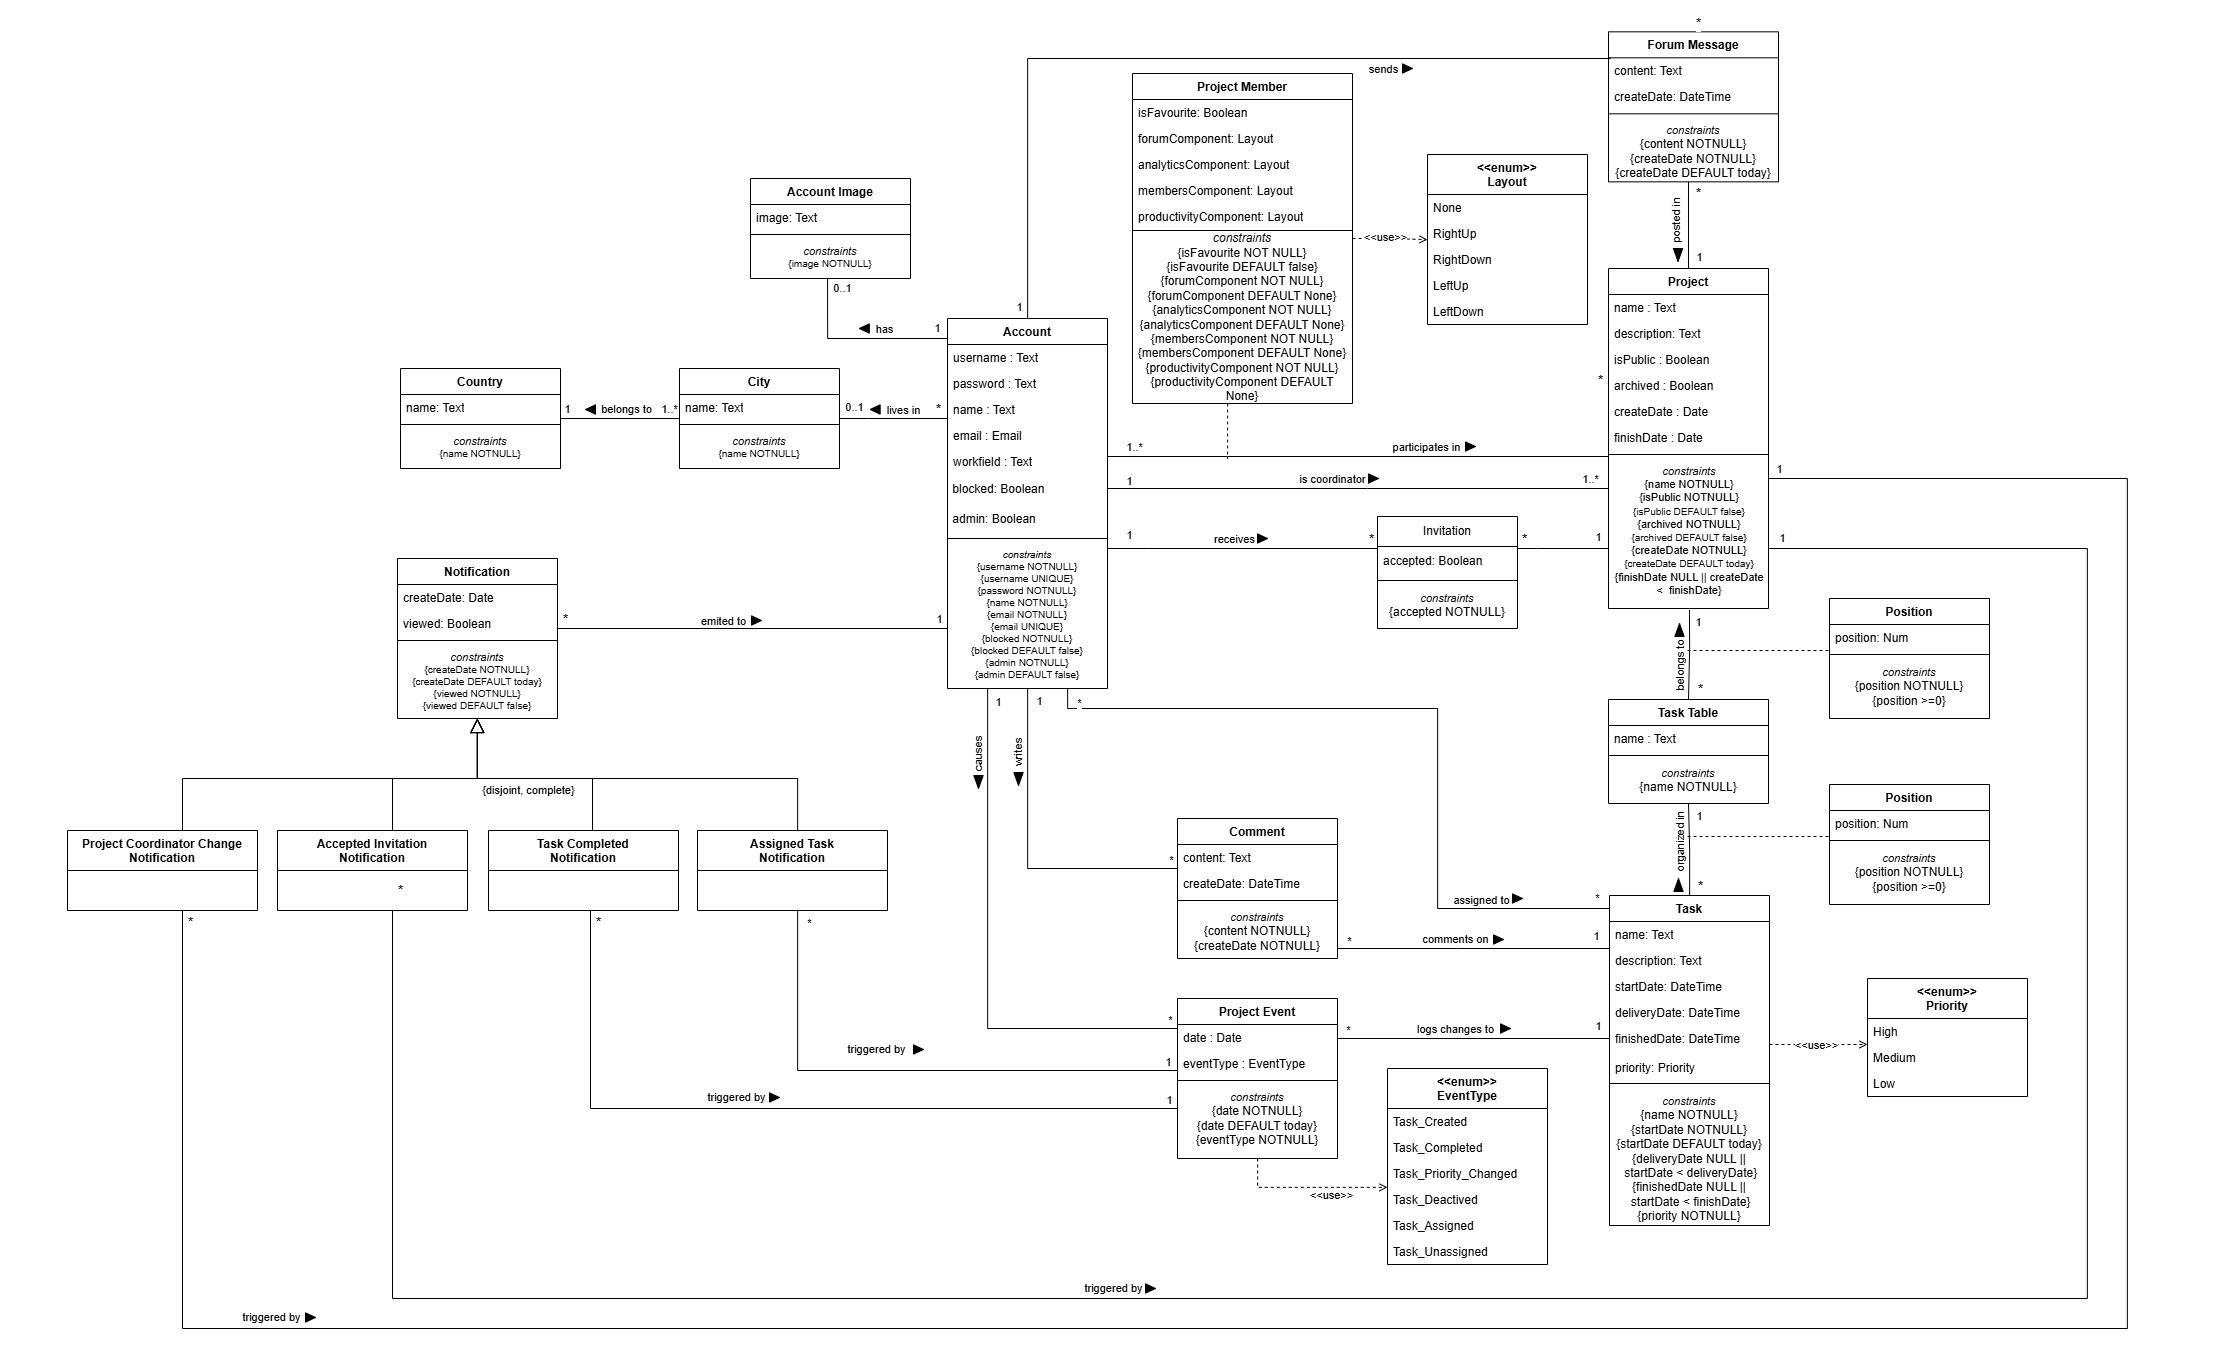 *
Forum Message
content: Text
createDate: DateTime
constraints
{content NOTNULL}
{createDate NOTNULL}
{createDate DEFAULT today}
*
posted in
1
sends
1
Project Member
isFavourite: Boolean
forumComponent: Layout
analyticsComponent: Layout
membersComponent: Layout
productivityComponent: Layout
constraints
{isFavourite NOT NULL}
{isFavourite DEFAULT false}
{forumComponent NOT NULL}
{forumComponent DEFAULT None}
{analyticsComponent NOT NULL}
{analyticsComponent DEFAULT None}
{membersComponent NOT NULL}
{membersComponent DEFAULT None}
{productivityComponent NOT NULL}
{productivityComponent DEFAULT
None}
<<use>>
<<enum>>
Layout
None
RightUp
RightDown
LeftUp
LeftDown
Account Image
image: Text
constraints
{image NOTNULL}
0..1
has
1
Country
name: Text
constraints
{name NOTNULL}
1
belongs to
1..*
City
name: Text
constraints
{name NOTNULL}
0..1
lives in
*
Account
username : Text
password : Text
name : Text
email : Email
workfield : Text
blocked: Boolean
admin: Boolean
constraints
{username NOTNULL}
{username UNIQUE}
{password NOTNULL}
{name NOTNULL}
{email NOTNULL}
{email UNIQUE}
{blocked NOTNULL}
{blocked DEFAULT false}
{admin NOTNULL}
{admin DEFAULT false}
1..*
participates in
*
1
is coordinator
1..*
1
receives
*
Invitation
accepted: Boolean
constraints
{accepted NOTNULL}
*
1
Project
name : Text
description: Text
isPublic : Boolean
archived : Boolean
createDate : Date
finishDate : Date
constraints
{name NOTNULL}
{isPublic NOTNULL}
{isPublic DEFAULT false}
{archived NOTNULL}
{archived DEFAULT false}
{createDate NOTNULL}
{createDate DEFAULT today}
{finishDate NULL || createDate
< finishDate}
1
1
1
belongs to
*
Position
position: Num
constraints
{position NOTNULL}
{position >=0}
Notification
createDate: Date
viewed: Boolean
constraints
{createDate NOTNULL}
{createDate DEFAULT today}
{viewed NOTNULL}
{viewed DEFAULT false}
*
emited to
1
{disjoint, complete}
Project Coordinator Change
Notification
*
Accepted Invitation
Notification
*
Task Completed
Notification
*
Assigned Task
Notification
*
1
causes
1
writes
*
Task Table
name : Text
constraints
{name NOTNULL}
1
organized in
*
Position
position: Num
constraints
{position NOTNULL}
{position >=0}
*
Comment
content: Text
createDate: DateTime
constraints
{content NOTNULL}
{createDate NOTNULL}
assigned to
*
*
comments on
1
Task
name: Text
description: Text
startDate: DateTime
deliveryDate: DateTime
finishedDate: DateTime
priority: Priority
constraints
{name NOTNULL}
{startDate NOTNULL}
{startDate DEFAULT today}
{deliveryDate NULL ||
startDate < deliveryDate}
{finishedDate NULL ||
startDate < finishDate}
{priority NOTNULL}
<<use>>
<<enum>>
Priority
High
Medium
Low
*
Project Event
date : Date
eventType : EventType
constraints
{date NOTNULL}
{date DEFAULT today}
{eventType NOTNULL}
*
logs changes to
1
triggered by
1
triggered by
1
<<use>>
<<enum>>
EventType
Task_Created
Task_Completed
Task_Priority_Changed
Task_Deactived
Task_Assigned
Task_Unassigned
triggered by
triggered by